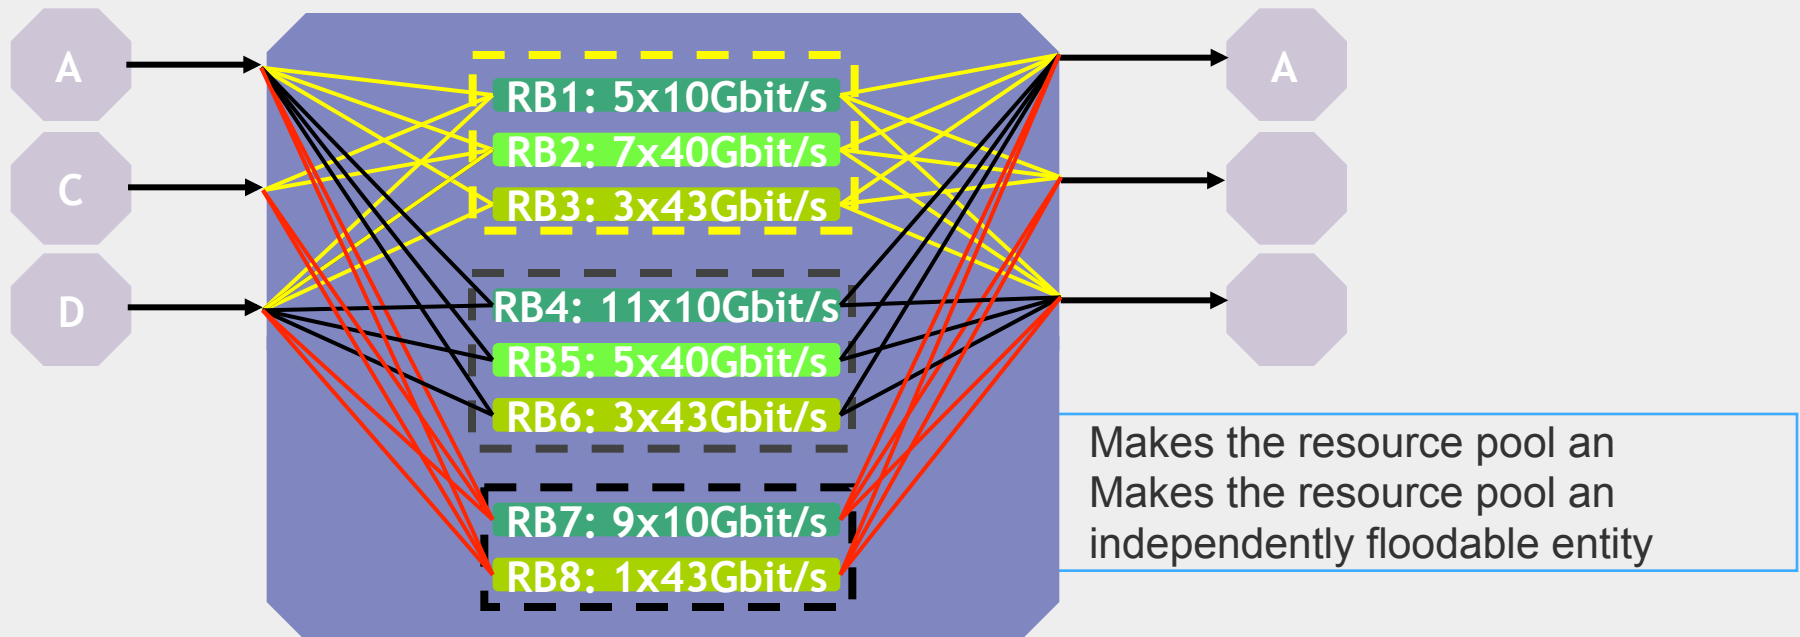 A
A
RB1: 5x10Gbit/s
RB2: 7x40Gbit/s
C
RB3: 3x43Gbit/s
D
RB4: 11x10Gbit/s
RB5: 5x40Gbit/s
RB6: 3x43Gbit/s
Makes the resource pool an
Makes the resource pool an
independently floodable entity
RB7: 9x10Gbit/s
RB8: 1x43Gbit/s